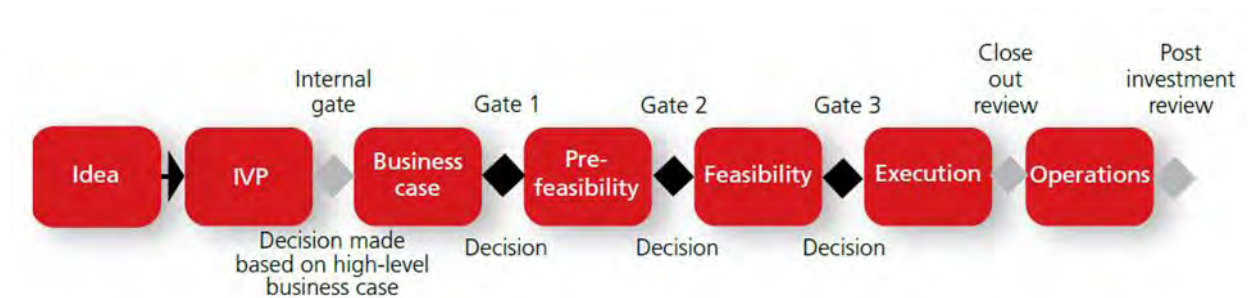 Internal
gate
Gate 1
Gate 2
Gate 3
Close
out
review
Post
investment
review
Idea
IVP
Business
case
Pre-
feasibility
Feasibility
Execution
Operations
Decision made
based on high-level
business case
Decision
Decision
Decision